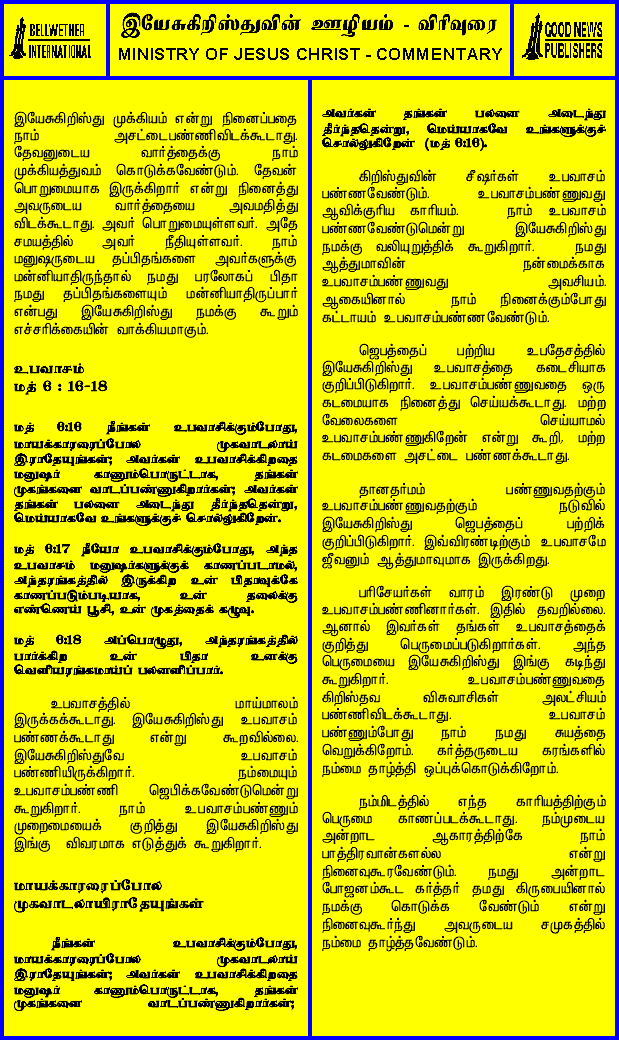 BELLWETHER
INTERNATIONAL
இயேசுகிறிஸ்துவின் ஊழியம் - விரிவுரை
MINISTRY OF JESUS CHRIST - COMMENTARY
GOOD NEWS
PUBLISHERS
இயேசுகிறிஸ்து முக்கியம் என்று நினைப்பதை
நாம் அசட்டைபண்ணிவிடக்கூடாது.
தேவனுடைய வார்த்தைக்கு நாம்
முக்கியத்துவம் கொடுக்கவேண்டும். தேவன்
பொறுமையாக இருக்கிறார் என்று நினைத்து
அவருடைய வார்த்தையை அவமதித்து
விடக்கூடாது. அவர் பொறுமையுள்ளவர். அதே
சமயத்தில் அவர் நீதியுள்ளவர். நாம்
மனுஷருடைய தப்பிதங்களை அவர்களுக்கு
மன்னியாதிருந்தால் நமது பரலோகப் பிதா
நமது தப்பிதங்களையும் மன்னியாதிருப்பார்
என்பது இயேசுகிறிஸ்து நமக்கு கூறும்
எச்சரிக்கையின் வாக்கியமாகும்.
உபவாசம்
மத் 6 : 16-18
மத் 6:16 நீங்கள் உபவாசிக்கும்போது,
மாயக்காரரைப்போல முகவாடலாய்
இராதேயுங்கள்; அவர்கள் உபவாசிக்கிறதை
மனுஷர் காணும்பொருட்டாக, தங்கள்
முகங்களை வாடப்பண்ணுகிறார்கள்; அவர்கள்
தங்கள் பலனை அடைந்து தீர்ந்ததென்று,
மெய்யாகவே உங்களுக்குச் சொல்லுகிறேன்.
மத் 6:17 நீயோ உபவாசிக்கும்போது, அந்த
உபவாசம் மனுஷர்களுக்குக் காணப்படாமல்,
அந்தரங்கத்தில் இருக்கிற உன் பிதாவுக்கே
காணப்படும்படியாக, உன் தலைக்கு
எண்ணெய் பூசி, உன் முகத்தைக் கழுவு.
மத் 6:18 அப்பொழுது, அந்தரங்கத்தில்
பார்க்கிற உன் பிதா உனக்கு
வெளியரங்கமாய்ப் பலனளிப்பார்.
உபவாசத்தில் மாய்மாலம்
இருக்கக்கூடாது. இயேசுகிறிஸ்து உபவாசம்
பண்ணக்கூடாது என்று கூறவில்லை.
இயேசுகிறிஸ்துவே உபவாசம்
பண்ணியிருக்கிறார். நம்மையும்
உபவாசம்பண்ணி ஜெபிக்கவேண்டுமென்று
கூறுகிறார். நாம் உபவாசம்பண்ணும்
முறைமையைக் குறித்து இயேசுகிறிஸ்து
இங்கு விவரமாக எடுத்துக் கூறுகிறார்.
மாயக்காரரைப்போல
முகவாடலாயிராதேயுங்கள்
நீங்கள் உபவாசிக்கும்போது,
மாயக்காரரைப்போல முகவாடலாய்
இராதேயுங்கள்; அவர்கள் உபவாசிக்கிறதை
மனுஷர் காணும்பொருட்டாக, தங்கள்
முகங்களை வாடப்பண்ணுகிறார்கள்;
அவர்கள் தங்கள் பலனை அடைந்து
தீர்ந்ததென்று, மெய்யாகவே உங்களுக்குச்
சொல்லுகிறேன் (மத் 6:16).
கிறிஸ்துவின் சீஷர்கள் உபவாசம்
பண்ணவேண்டும். உபவாசம்பண்ணுவது
ஆவிக்குரிய காரியம். நாம் உபவாசம்
பண்ணவேண்டுமென்று இயேசுகிறிஸ்து
நமக்கு வலியுறுத்திக் கூறுகிறார். நமது
ஆத்துமாவின் நன்மைக்காக
உபவாசம்பண்ணுவது அவசியம்.
ஆகையினால் நாம் நினைக்கும்போது
கட்டாயம் உபவாசம்பண்ணவேண்டும்.
ஜெபத்தைப் பற்றிய உபதேசத்தில்
இயேசுகிறிஸ்து உபவாசத்தை கடைசியாக
குறிப்பிடுகிறார். உபவாசம்பண்ணுவதை ஒரு
கடமையாக நினைத்து செய்யக்கூடாது. மற்ற
வேலைகளை செய்யாமல்
உபவாசம்பண்ணுகிறேன் என்று கூறி, மற்ற
கடமைகளை அசட்டை பண்ணக்கூடாது.
தானதர்மம் பண்ணுவதற்கும்
உபவாசம்பண்ணுவதற்கும் நடுவில்
இயேசுகிறிஸ்து ஜெபத்தைப் பற்றிக்
குறிப்பிடுகிறார். இவ்விரண்டிற்கும் உபவாசமே
ஜீவனும் ஆத்துமாவுமாக இருக்கிறது.
பரிசேயர்கள் வாரம் இரண்டு முறை
உபவாசம்பண்ணினார்கள். இதில் தவறில்லை.
ஆனால் இவர்கள் தங்கள் உபவாசத்தைக்
குறித்து பெருமைப்படுகிறார்கள். அந்த
பெருமையை இயேசுகிறிஸ்து இங்கு கடிந்து
கூறுகிறார். உபவாசம்பண்ணுவதை
கிறிஸ்தவ விசுவாசிகள் அலட்சியம்
பண்ணிவிடக்கூடாது. உபவாசம்
பண்ணும்போது நாம் நமது சுயத்தை
வெறுக்கிறோம். கர்த்தருடைய கரங்களில்
நம்மை தாழ்த்தி ஒப்புக்கொடுக்கிறோம்.
நம்மிடத்தில் எந்த காரியத்திற்கும்
பெருமை காணப்படக்கூடாது. நம்முடைய
அன்றாட ஆகாரத்திற்கே நாம்
பாத்திரவான்களல்ல என்று
நினைவுகூரவேண்டும். நமது அன்றாட
போஜனம்கூட கர்த்தர் தமது கிருபையினால்
நமக்கு கொடுக்க வேண்டும் என்று
நினைவுகூர்ந்து அவருடைய சமுகத்தில்
நம்மை தாழ்த்தவேண்டும்.